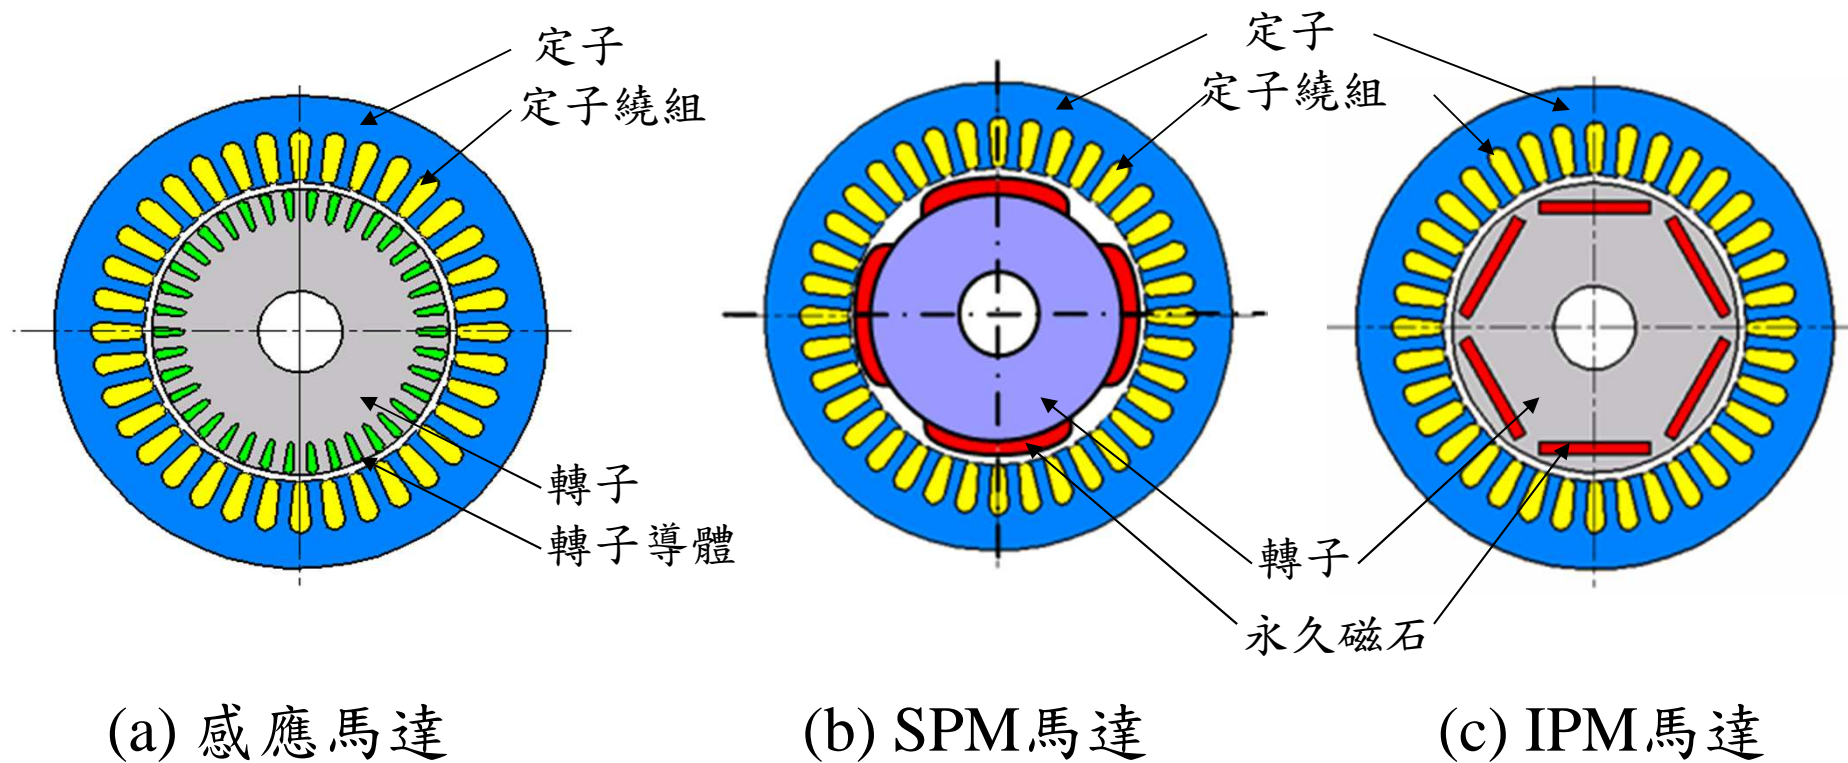 定子
定子繞組
轉子
轉子導體
定子
定子繞組
轉子
永久磁石
(a) 感應馬達
(b) SPM馬達
(c) IPM馬達